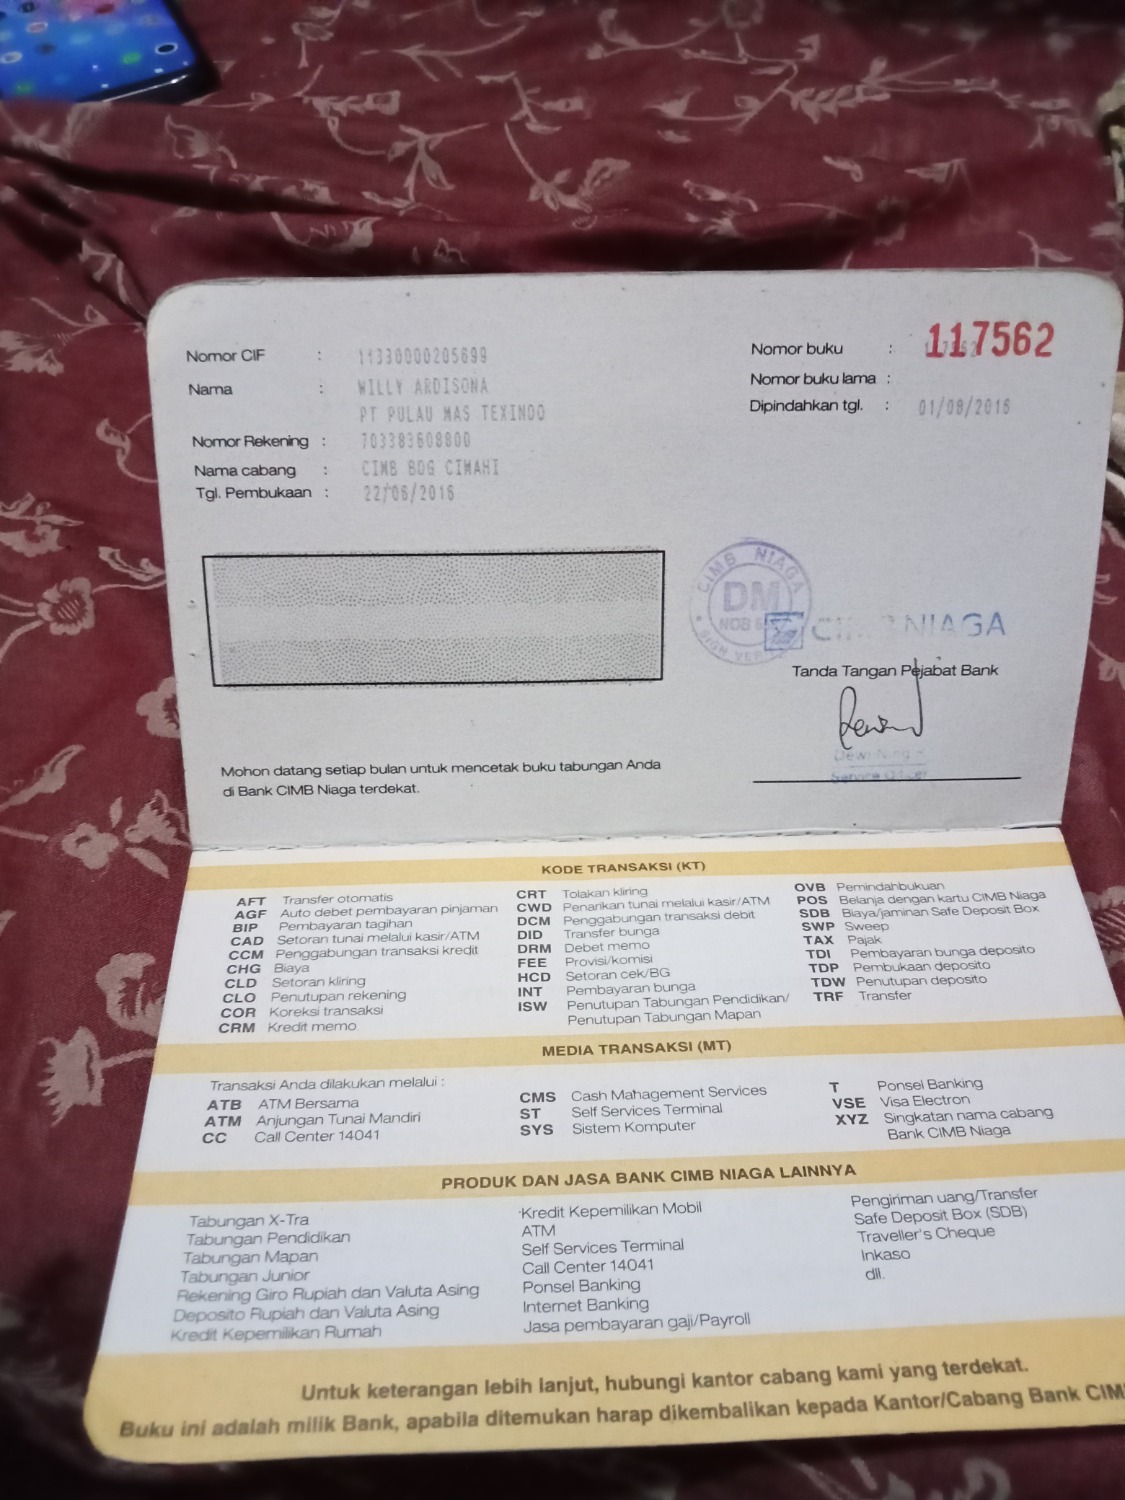 Nomor CIF : 11330000205699
Nama : WILLY ARDISONA
PT PULAU MAS TEXINDO
Nomor Rekening : 703383608800
Nama cabang : CIMB BDG CIMAHI
Tgl. Pembukaan : 22/06/2016
Nomor buku : 117562
Nomor buku lama :
Dipindahkan tgl. : 01/08/2016
CIMB NIAGA
DM
SIGN VER
CIMB NIAGA
Tanda Tangan Pejabat Bank
Service Officer
Mohon datang setiap bulan untuk mencetak buku tabungan Anda
di Bank CIMB Niaga terdekat.
KODE TRANSAKSI (KT)
AFT Transfer otomatis
AGF Auto debet pembayaran pinjaman
BIP Pembayaran tagihan
CAD Setoran tunai melalui kasir/ATM
CCM Penggabungan transaksi kredit
CHG Biaya
CLD Setoran kliring
CLO Penutupan rekening
COR Koreksi transaksi
CRM Kredit memo
CRT Tolakan kliring
CWD Penarikan tunai melalui kasir/ATM
DCM Penggabungan transaksi debit
DID Transfer bunga
DRM Debet memo
FEE Provisi/komisi
HCD Setoran cek/BG
INT Pembayaran bunga
ISW Penutupan Tabungan Pendidikan/
Penutupan Tabungan Mapan
OVB Pemindahbukuan
POS Belanja dengan kartu CIMB Niaga
SDB Biaya/jaminan Safe Deposit Box
SWP Sweep
TAX Pajak
TDI Pembayaran bunga deposito
TDP Pembukaan deposito
TDW Penutupan deposito
TRF Transfer
MEDIA TRANSAKSI (MT)
Transaksi Anda dilakukan melalui :
ATB ATM Bersama
ATM Anjungan Tunai Mandiri
CC Call Center 14041
CMS Cash Mahagement Services
ST Self Services Terminal
SYS Sistem Komputer
T Ponsel Banking
VSE Visa Electron
XYZ Singkatan nama cabang
Bank CIMB Niaga
PRODUK DAN JASA BANK CIMB NIAGA LAINNYA
Tabungan X-Tra
Tabungan Pendidikan
Tabungan Mapan
Tabungan Junior
Rekening Giro Rupiah dan Valuta Asing
Deposito Rupiah dan Valuta Asing
Kredit Kepemilikan Rumah
Kredit Kepemilikan Mobil
ATM
Self Services Terminal
Call Center 14041
Ponsel Banking
Internet Banking
Jasa pembayaran gaji/Payroll
Pengiriman uang/Transfer
Safe Deposit Box (SDB)
Traveller's Cheque
Inkaso
dll.
Untuk keterangan lebih lanjut, hubungi kantor cabang kami yang terdekat.
Buku ini adalah milik Bank, apabila ditemukan harap dikembalikan kepada Kantor/Cabang Bank CIM